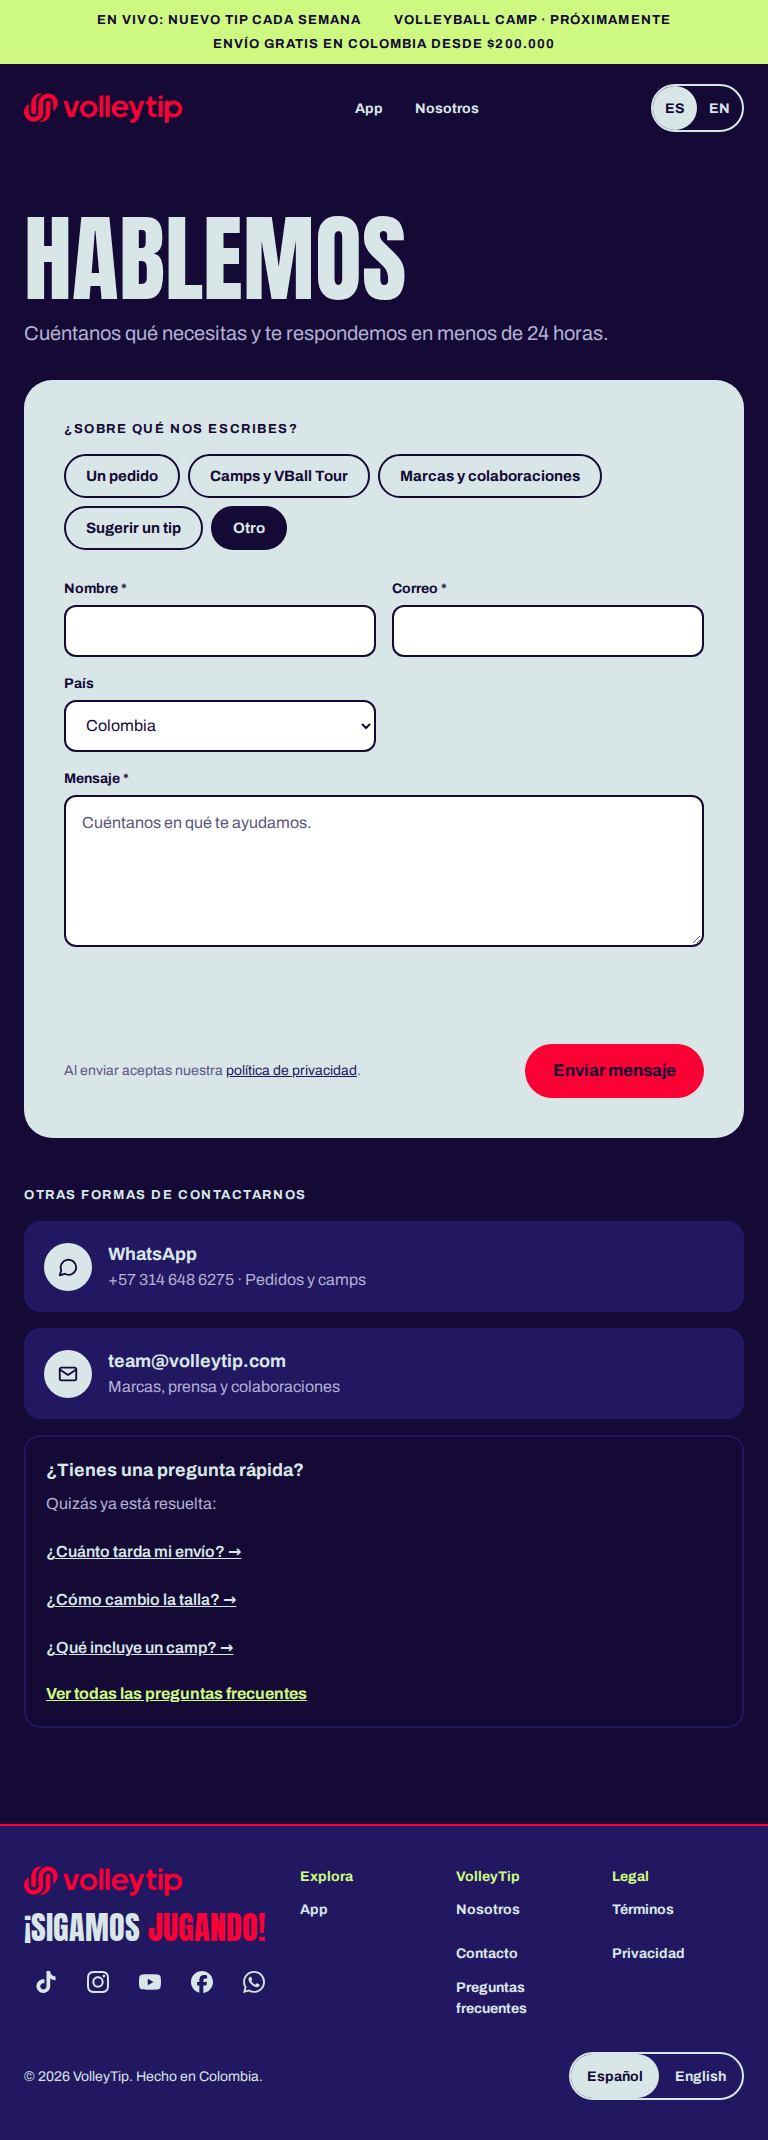 EN VIVO: NUEVO TIP CADA SEMANA VOLLEYBALL CAMP · PRÓXIMAMENTE
ENVÍO GRATIS EN COLOMBIA DESDE $200.000
volleytip
App Nosotros
ES EN
HABLEMOS
Cuéntanos qué necesitas y te respondemos en menos de 24 horas.
¿SOBRE QUÉ NOS ESCRIBES?
Un pedido Camps y VBall Tour Marcas y colaboraciones
Sugerir un tip Otro
Nombre * Correo *
País
Colombia
Mensaje *
Cuéntanos en qué te ayudamos.
Al enviar aceptas nuestra política de privacidad.
Enviar mensaje
OTRAS FORMAS DE CONTACTARNOS
WhatsApp
+57 314 648 6275 · Pedidos y camps
team@volleytip.com
Marcas, prensa y colaboraciones
¿Tienes una pregunta rápida?
Quizás ya está resuelta:
¿Cuánto tarda mi envío? →
¿Cómo cambio la talla? →
¿Qué incluye un camp? →
Ver todas las preguntas frecuentes
volleytip
¡SIGAMOS JUGANDO!
Explora
App
VolleyTip
Nosotros
Contacto
Preguntas
frecuentes
Legal
Términos
Privacidad
© 2026 VolleyTip. Hecho en Colombia.
Español English